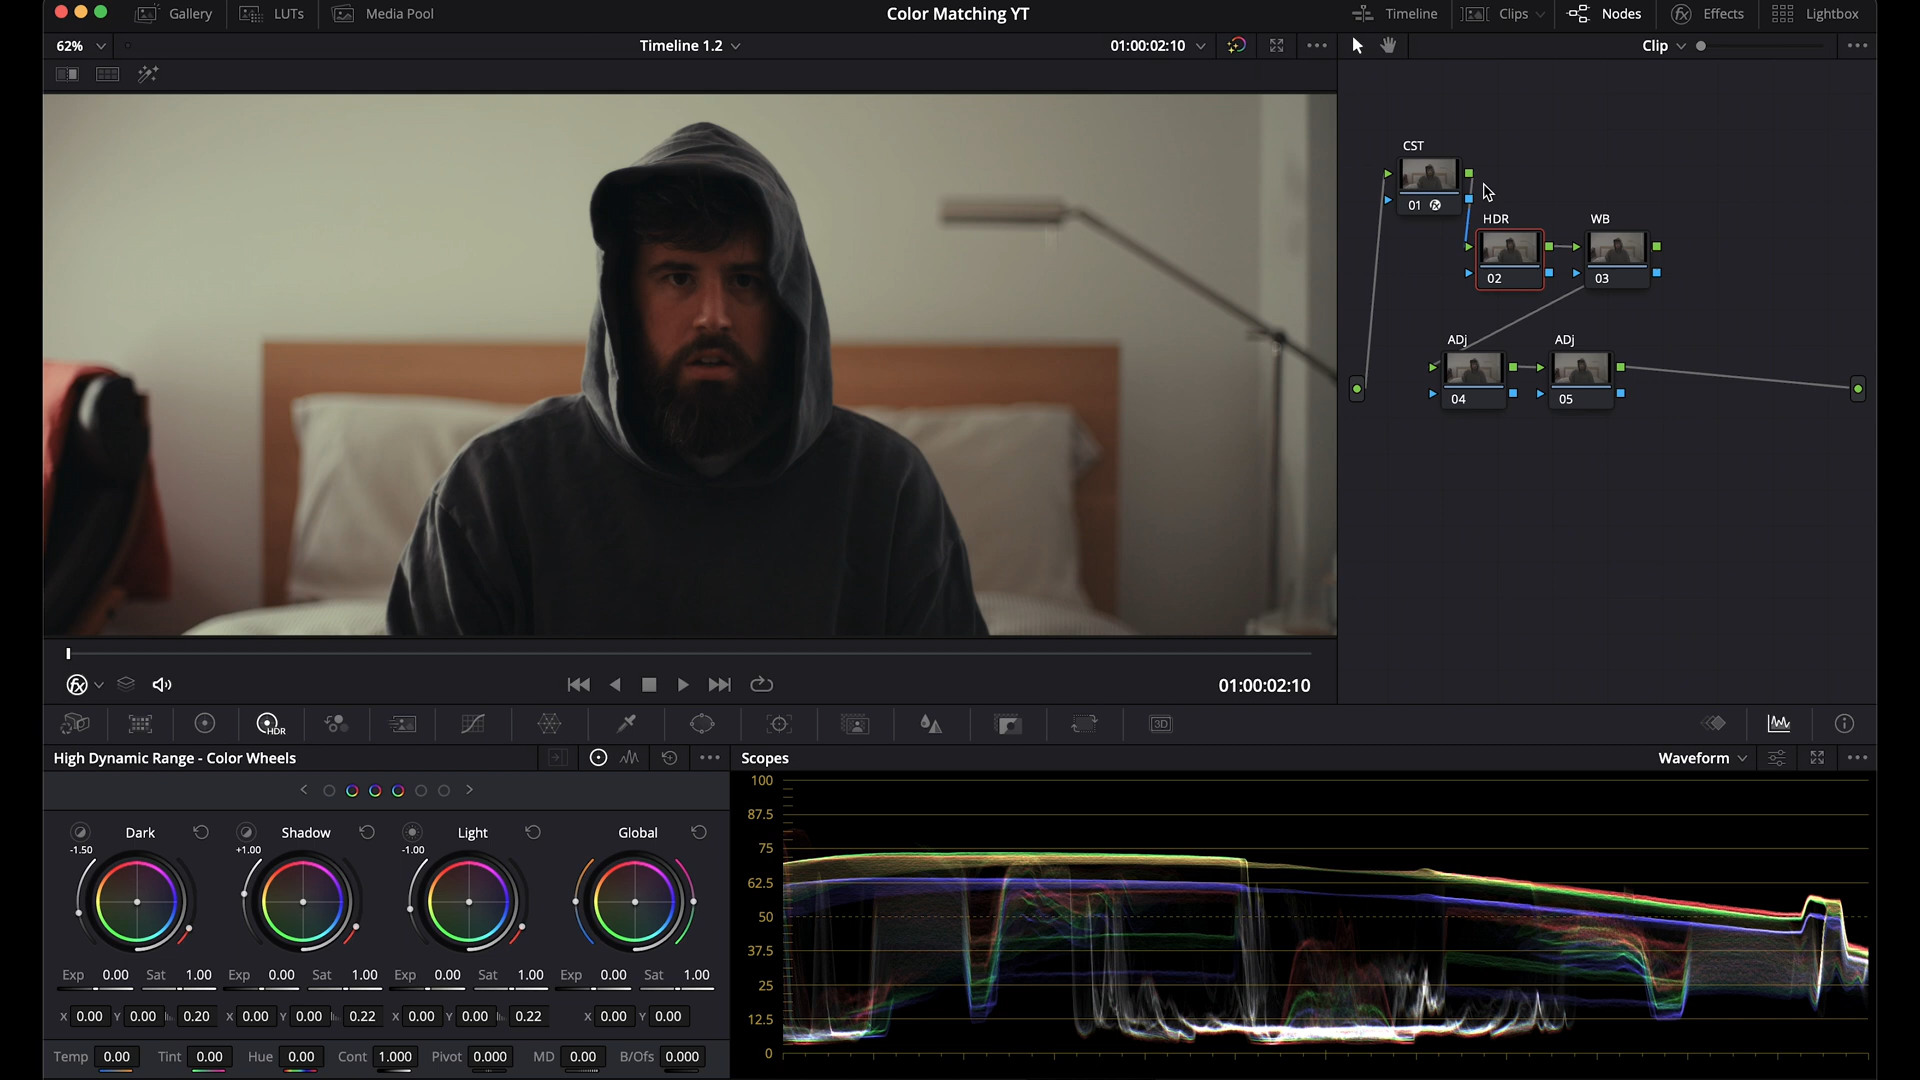 Gallery LUTs Media Pool Color Matching YT Timeline Clips Nodes Effects Lightbox
62% Timeline 1.2 01:00:02:10 Clip
CST
01
HDR WB
02 03
ADj ADj
04 05
01:00:02:10
HDR 3D
High Dynamic Range - Color Wheels Scopes Waveform
Dark Shadow Light Global
-1.50 +1.00 -1.00
Exp 0.00 Sat 1.00 Exp 0.00 Sat 1.00 Exp 0.00 Sat 1.00 Exp 0.00 Sat 1.00
X 0.00 Y 0.00 0.20 X 0.00 Y 0.00 0.22 X 0.00 Y 0.00 0.22 X 0.00 Y 0.00
Temp 0.00 Tint 0.00 Hue 0.00 Cont 1.000 Pivot 0.000 MD 0.00 B/Ofs 0.000
100
87.5
75
62.5
50
37.5
25
12.5
0